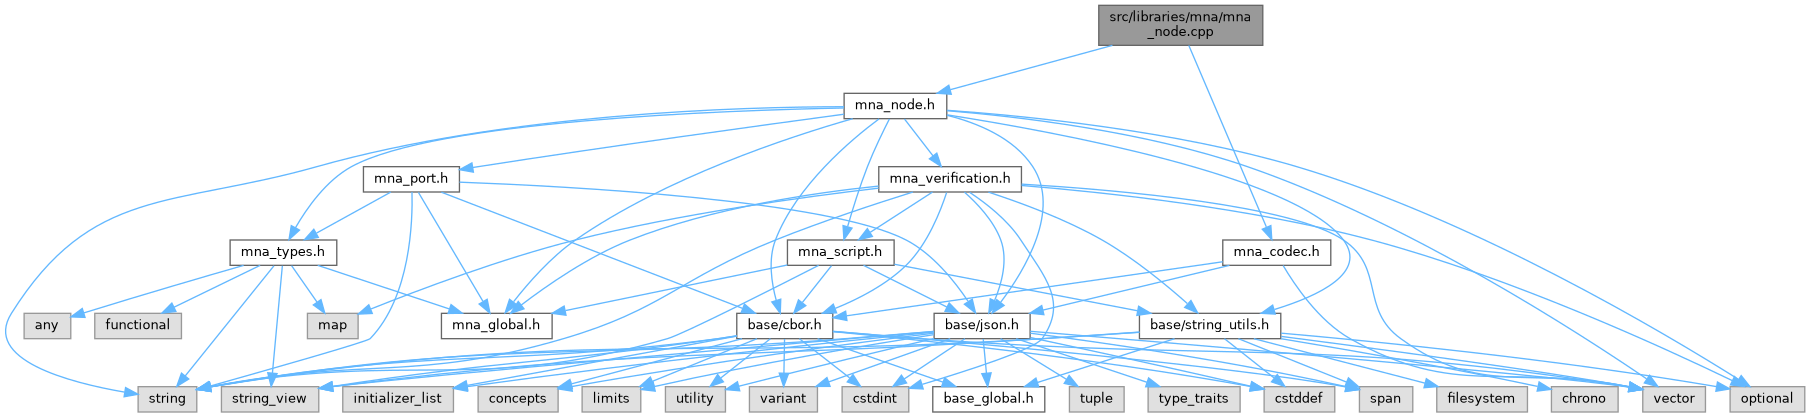 src/libraries/mna/mna
_node.cpp
mna_node.h
mna_port.h
mna_verification.h
mna_types.h
mna_script.h
mna_codec.h
any
functional
map
mna_global.h
base/cbor.h
base/json.h
base/string_utils.h
string
string_view
initializer_list
concepts
limits
utility
variant
cstdint
base_global.h
tuple
type_traits
cstddef
span
filesystem
chrono
vector
optional